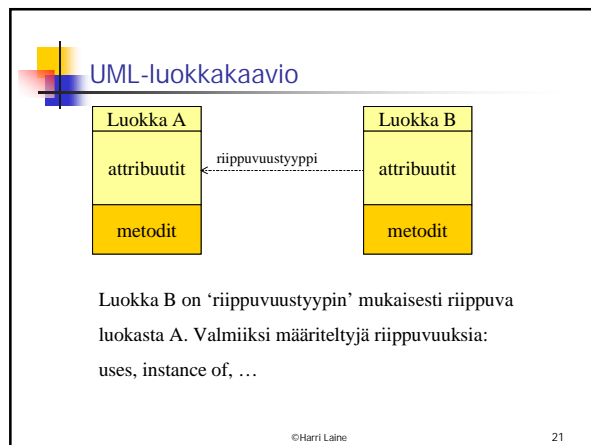 UML-luokkakaavio
Luokka A
Luokka B
attribuutit
riippuvuustyyppi
attribuutit
metodit
metodit
Luokka B on ‘riippuvuustyypin’ mukaisesti riippuva
luokasta A. Valmiiksi määriteltyjä riippuvuuksia:
uses, instance of, …
©Harri Laine
21